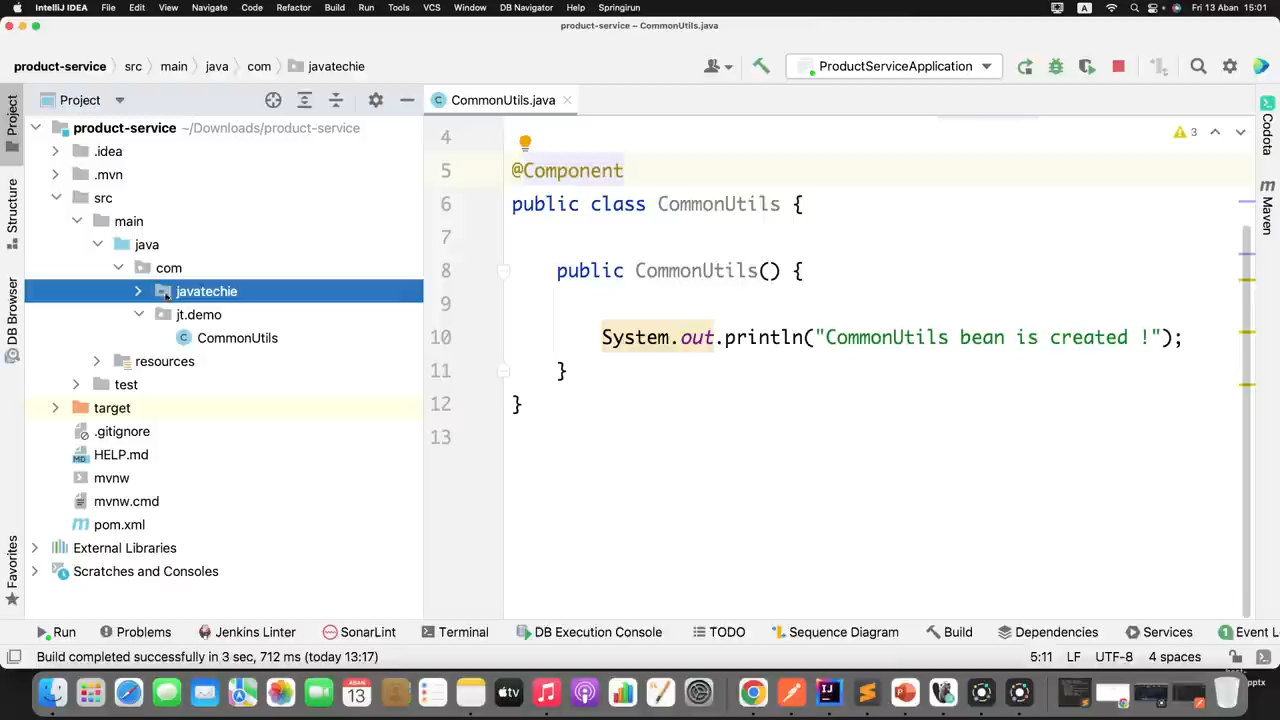 IntelliJ IDEA File Edit View Navigate Code Refactor Build Run Tools VCS Window DB Navigator Help Springirun A Fri 13 Aban 15:01
product-service – CommonUtils.java
product-service src main java com javatechie ProductServiceApplication
Project CommonUtils.java
product-service ~/Downloads/product-service
.idea
.mvn
src
main
java
com
javatechie
jt.demo
CommonUtils
resources
test
target
.gitignore
HELP.md
mvnw
mvnw.cmd
pom.xml
External Libraries
Scratches and Consoles
Project
Structure
DB Browser
Favorites
4
5 @Component
6 public class CommonUtils {
7
8 public CommonUtils() {
9
10 System.out.println("CommonUtils bean is created !");
11 }
12 }
13
3
Codota
Maven
Run Problems Jenkins Linter SonarLint Terminal DB Execution Console TODO Sequence Diagram Build Dependencies Services 1 Event L
Build completed successfully in 3 sec, 712 ms (today 13:17) 5:11 LF UTF-8 4 spaces
ABAN
13
tv
pptx